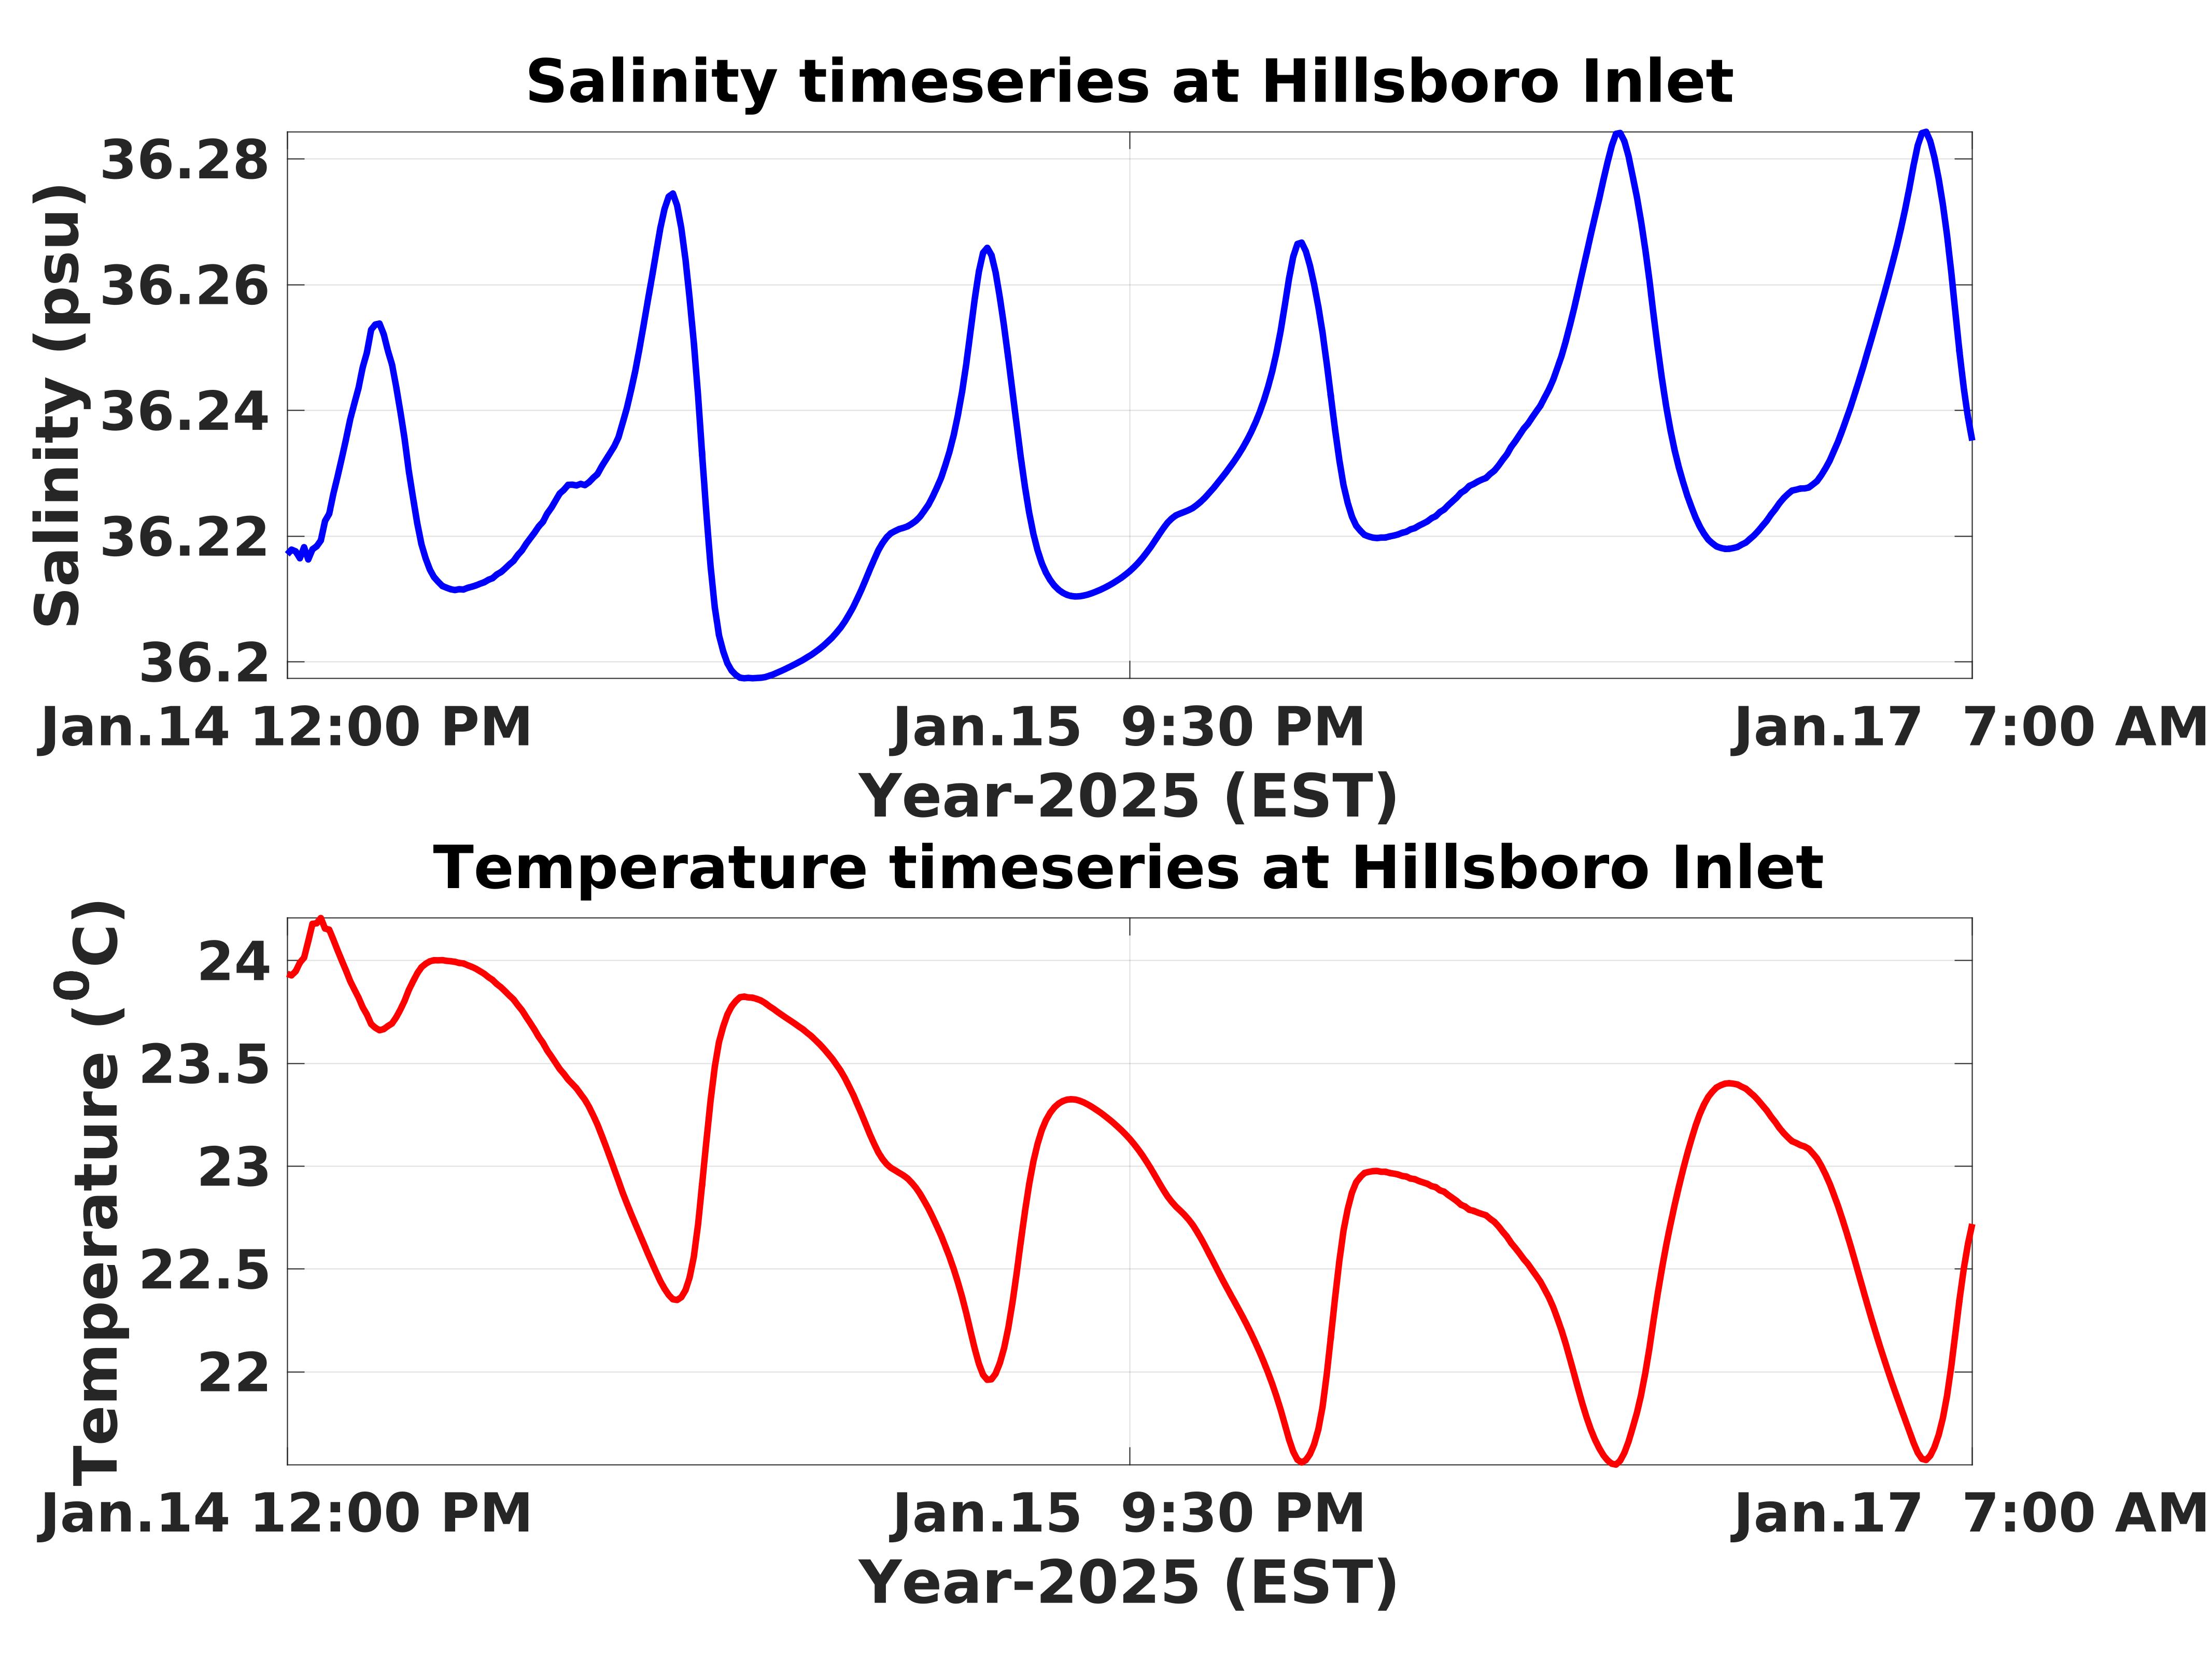 Salinity timeseries at Hillsboro Inlet
Salinity (psu)
36.28
36.26
36.24
36.22
36.2
Jan.14 12:00 PM Jan.15  9:30 PM Jan.17  7:00 AM
Year-2025 (EST)
Temperature timeseries at Hillsboro Inlet
Temperature (⁰C)
24
23.5
23
22.5
22
Jan.14 12:00 PM Jan.15  9:30 PM Jan.17  7:00 AM
Year-2025 (EST)